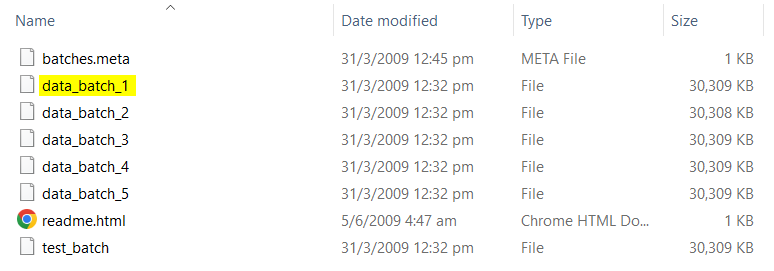 Name Date modified Type Size
batches.meta 31/3/2009 12:45 pm META File 1 KB
data_batch_1 31/3/2009 12:32 pm File 30,309 KB
data_batch_2 31/3/2009 12:32 pm File 30,308 KB
data_batch_3 31/3/2009 12:32 pm File 30,309 KB
data_batch_4 31/3/2009 12:32 pm File 30,309 KB
data_batch_5 31/3/2009 12:32 pm File 30,309 KB
readme.html 5/6/2009 4:47 am Chrome HTML Do... 1 KB
test_batch 31/3/2009 12:32 pm File 30,309 KB